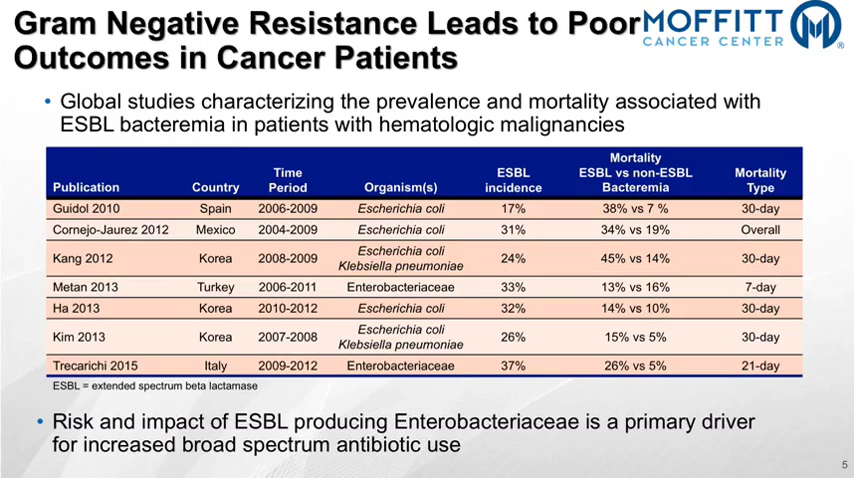 Gram Negative Resistance Leads to Poor
Outcomes in Cancer Patients
MOFFITT
CANCER CENTER
®
• Global studies characterizing the prevalence and mortality associated with
ESBL bacteremia in patients with hematologic malignancies
Publication Country Time Period Organism(s) ESBL incidence Mortality ESBL vs non-ESBL Bacteremia Mortality Type
Guidol 2010 Spain 2006-2009 Escherichia coli 17% 38% vs 7 % 30-day
Cornejo-Jaurez 2012 Mexico 2004-2009 Escherichia coli 31% 34% vs 19% Overall
Kang 2012 Korea 2008-2009 Escherichia coli Klebsiella pneumoniae 24% 45% vs 14% 30-day
Metan 2013 Turkey 2006-2011 Enterobacteriaceae 33% 13% vs 16% 7-day
Ha 2013 Korea 2010-2012 Escherichia coli 32% 14% vs 10% 30-day
Kim 2013 Korea 2007-2008 Escherichia coli Klebsiella pneumoniae 26% 15% vs 5% 30-day
Trecarichi 2015 Italy 2009-2012 Enterobacteriaceae 37% 26% vs 5% 21-day
ESBL = extended spectrum beta lactamase
• Risk and impact of ESBL producing Enterobacteriaceae is a primary driver
for increased broad spectrum antibiotic use
5